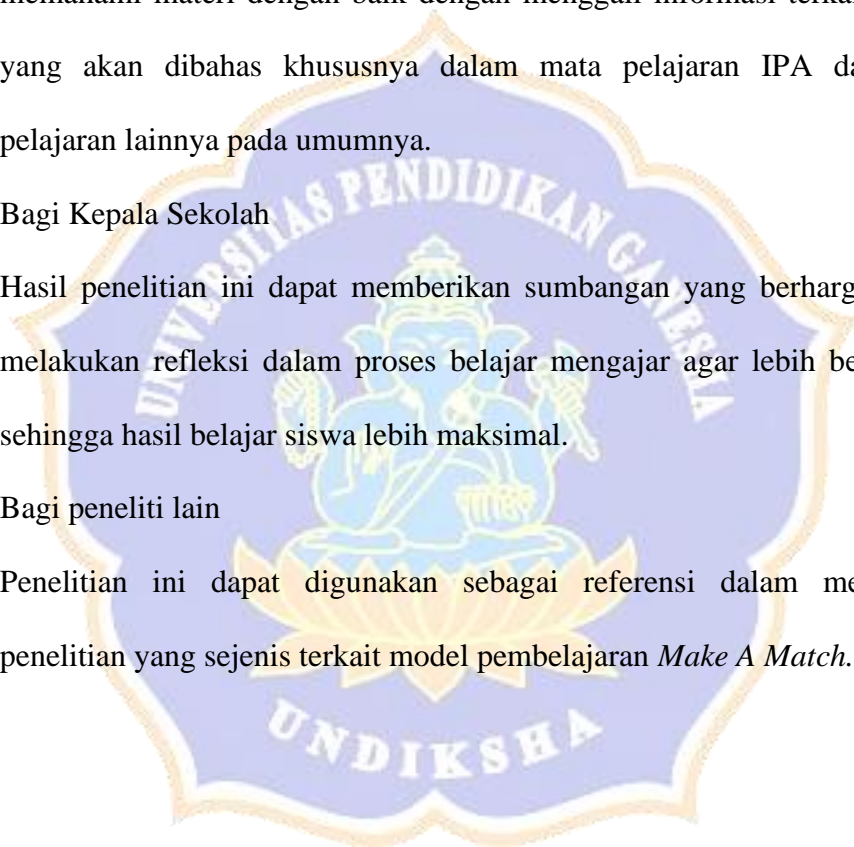 memahami materi dengan baik dengan menggali informasi terkai
yang akan dibahas khususnya dalam mata pelajaran IPA da
pelajaran lainnya pada umumnya.
Bagi Kepala Sekolah
Hasil penelitian ini dapat memberikan sumbangan yang berharg
melakukan refleksi dalam proses belajar mengajar agar lebih be
sehingga hasil belajar siswa lebih maksimal.
Bagi peneliti lain
Penelitian ini dapat digunakan sebagai referensi dalam me
penelitian yang sejenis terkait model pembelajaran Make A Match.
UNIVERSITAS PENDIDIKAN GANESHA
UNDIKSHA